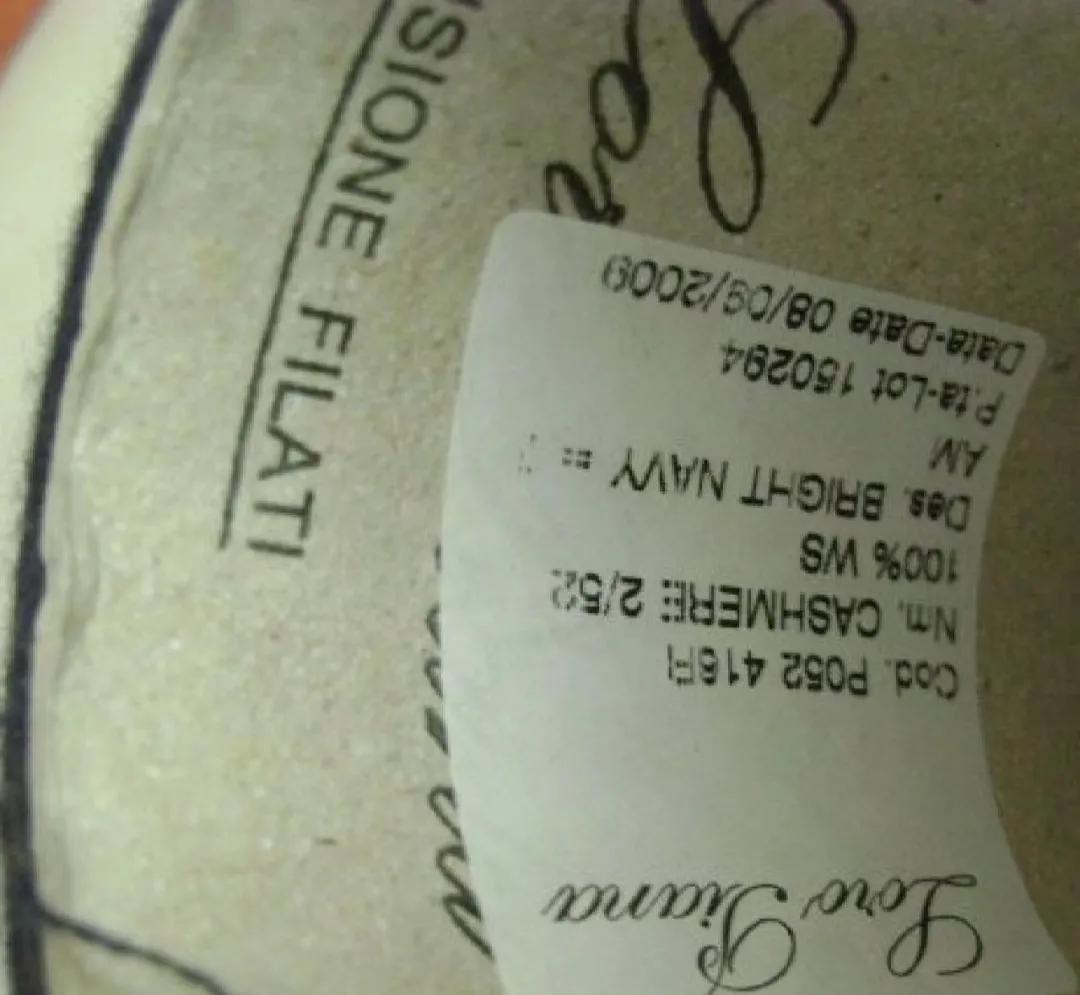 Loro Piana
Cod. P052 416FI
Nm. CASHMERE 2/52
100% WS
Des. BRIGHT NAVY
AM
P.ta-Lot 150294
Data-Date 08/09/2009
SIONE FILATI